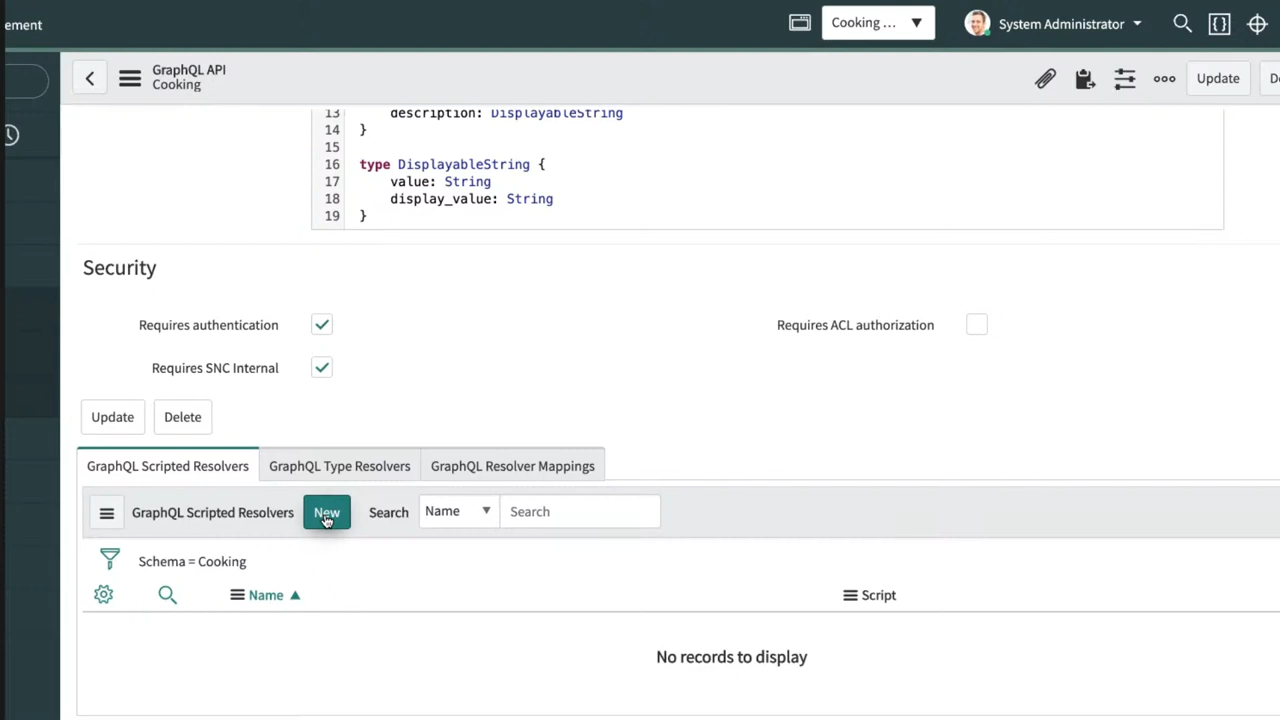 ement
Cooking ...
System Administrator
GraphQL API
Cooking
Update
13 description: DisplayableString
14 }
15
16 type DisplayableString {
17 value: String
18 display_value: String
19 }
Security
Requires authentication
Requires ACL authorization
Requires SNC Internal
Update Delete
GraphQL Scripted Resolvers GraphQL Type Resolvers GraphQL Resolver Mappings
GraphQL Scripted Resolvers New Search Name Search
Schema = Cooking
Name Script
No records to display